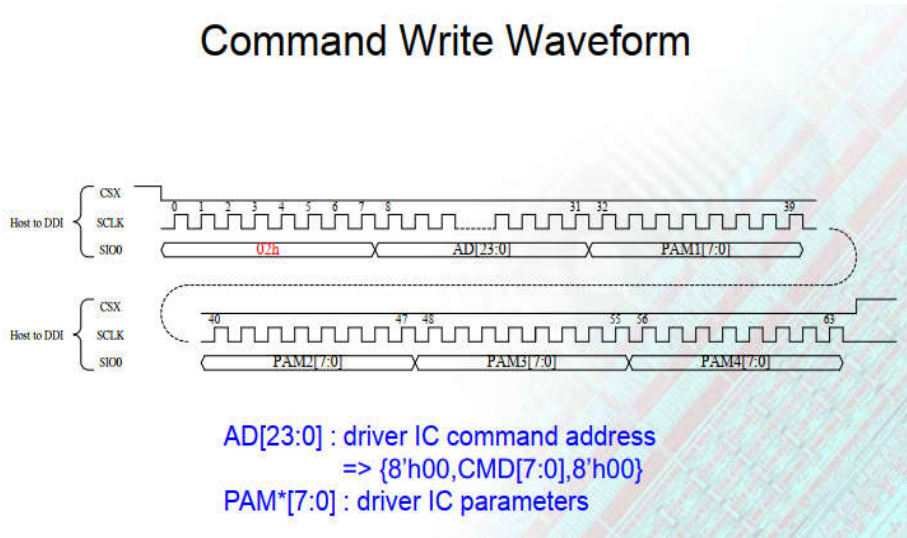 Command Write Waveform
CSX
0 1 2 3 4 5 6 7 8 31 32 39
Host to DDI SCLK
SIO0 02h AD[23:0] PAM1[7:0]
CSX
40 47 48 55 56 63
Host to DDI SCLK
SIO0 PAM2[7:0] PAM3[7:0] PAM4[7:0]
AD[23:0] : driver IC command address
=> {8'h00,CMD[7:0],8'h00}
PAM*[7:0] : driver IC parameters